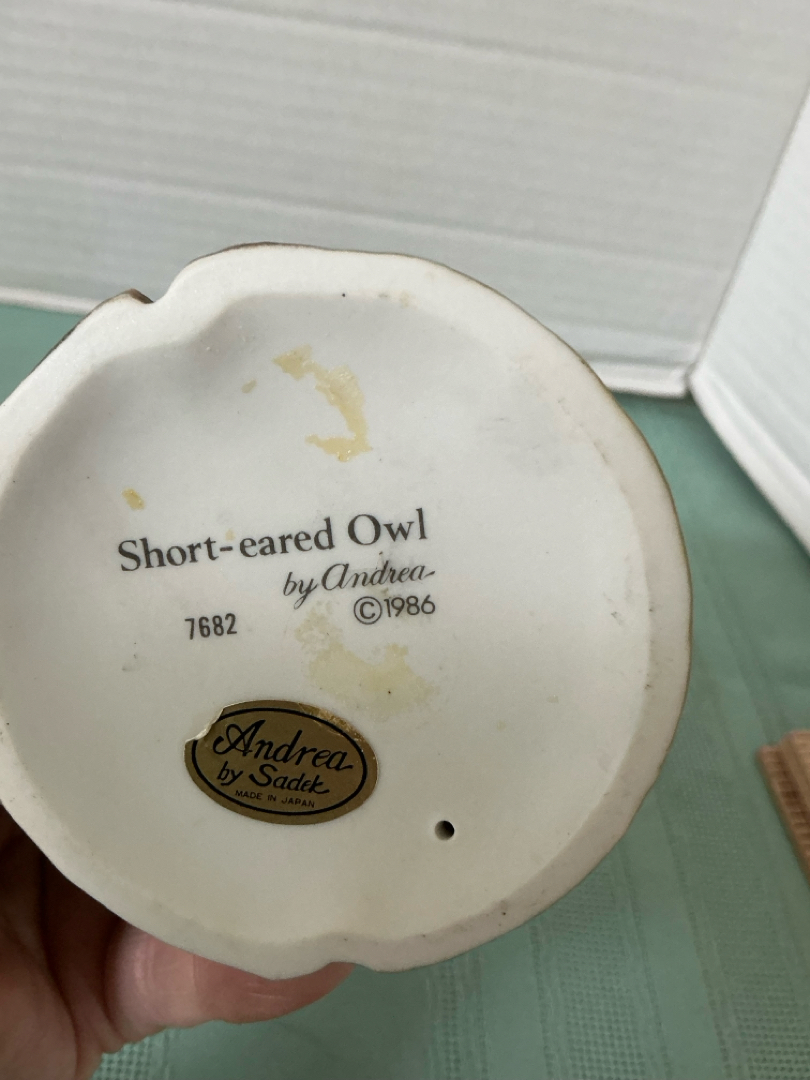 Short-eared Owl
by Andrea
©1986
7682
Andrea
by Sadek
MADE IN JAPAN